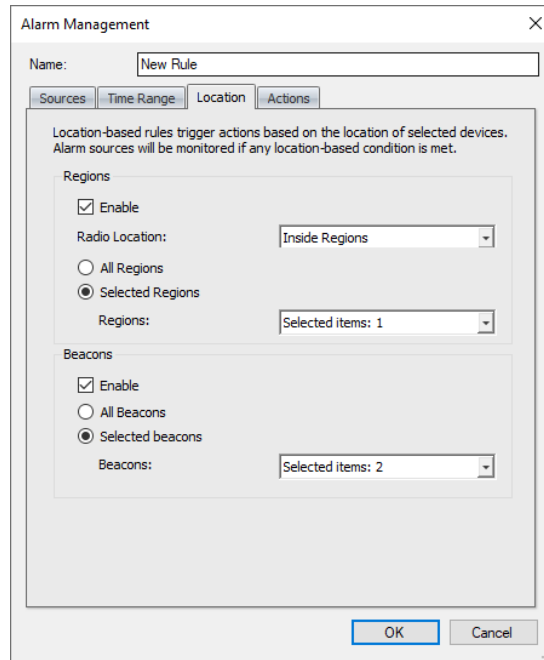 Alarm Management
Name: New Rule
Sources Time Range Location Actions
Location-based rules trigger actions based on the location of selected devices.
Alarm sources will be monitored if any location-based condition is met.
Regions
Enable
Radio Location: Inside Regions
All Regions
Selected Regions
Regions: Selected items: 1
Beacons
Enable
All Beacons
Selected beacons
Beacons: Selected items: 2
OK Cancel